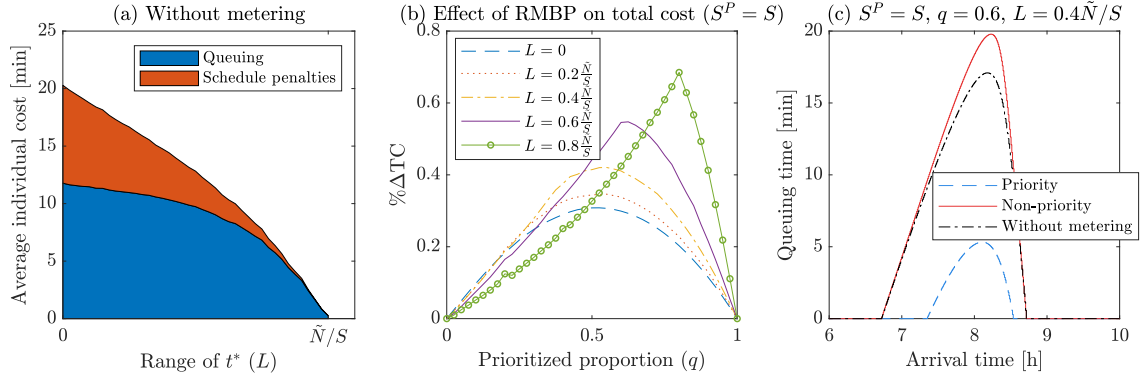 (a) Without metering
Average individual cost [min]
25
20
15
10
5
0
Queuing
Schedule penalties
0
Ñ/S
Range of t* (L)
(b) Effect of RMBP on total cost (S^P = S)
%ΔTC
0.8
0.6
0.4
0.2
0
L = 0
L = 0.2 Ñ/S
L = 0.4 Ñ/S
L = 0.6 Ñ/S
L = 0.8 Ñ/S
0
0.5
1
Prioritized proportion (q)
(c) S^P = S, q = 0.6, L = 0.4Ñ/S
Queuing time [min]
20
15
10
5
0
Priority
Non-priority
Without metering
6
7
8
9
10
Arrival time [h]